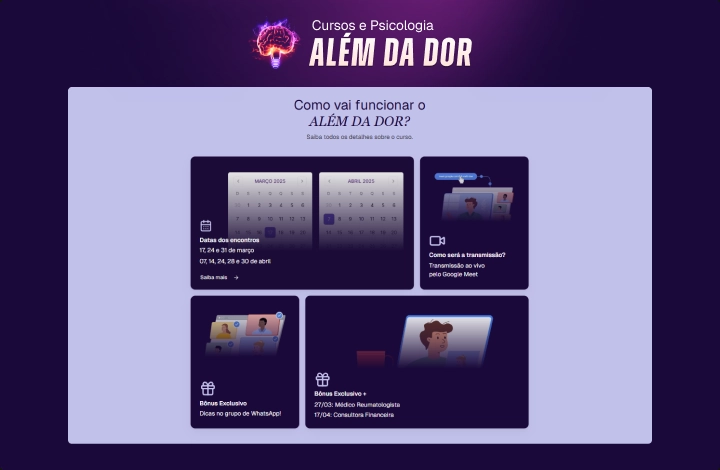 Cursos e Psicologia
ALÉM DA DOR
Como vai funcionar o
ALÉM DA DOR?
Saiba todos os detalhes sobre o curso.
MARÇO 2025
ABRIL 2025
Datas dos encontros
17, 24 e 31 de março
07, 14, 24, 28 e 30 de abril
Saiba mais →
Como será a transmissão?
Transmissão ao vivo
pelo Google Meet
Bônus Exclusivo
Dicas no grupo de WhatsApp!
Bônus Exclusivo +
27/03: Médico Reumatologista
17/04: Consultora Financeira